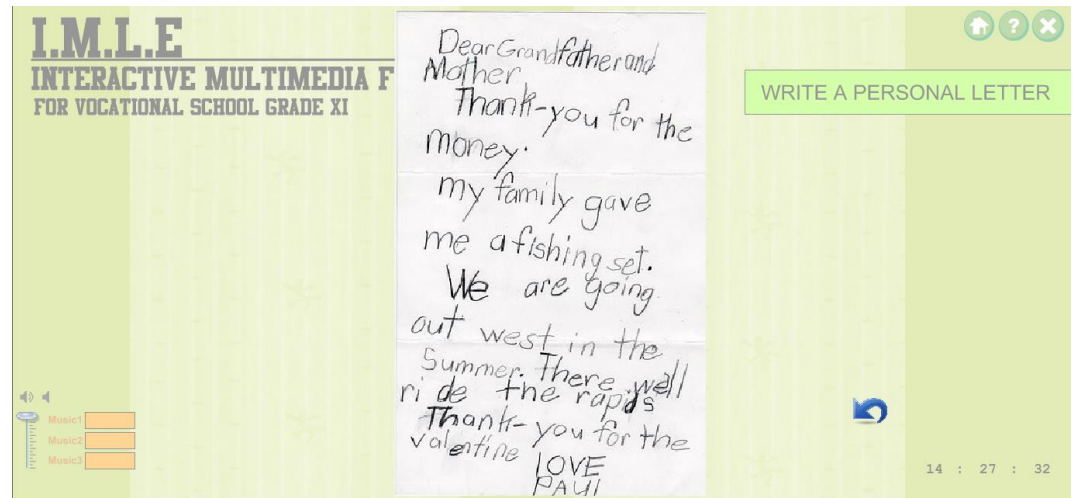 I.M.L.E
INTERACTIVE MULTIMEDIA F
FOR VOCATIONAL SCHOOL GRADE XI
WRITE A PERSONAL LETTER
Dear Grandfather and
Mother
Thank-you for the
money.
my family gave
me a fishing set.
We are going
out west in the
Summer. There well
ride the rapids
Thank-you for the
valentine
LOVE
PAUl
Music1
Music2
Music3
14 : 27 : 32